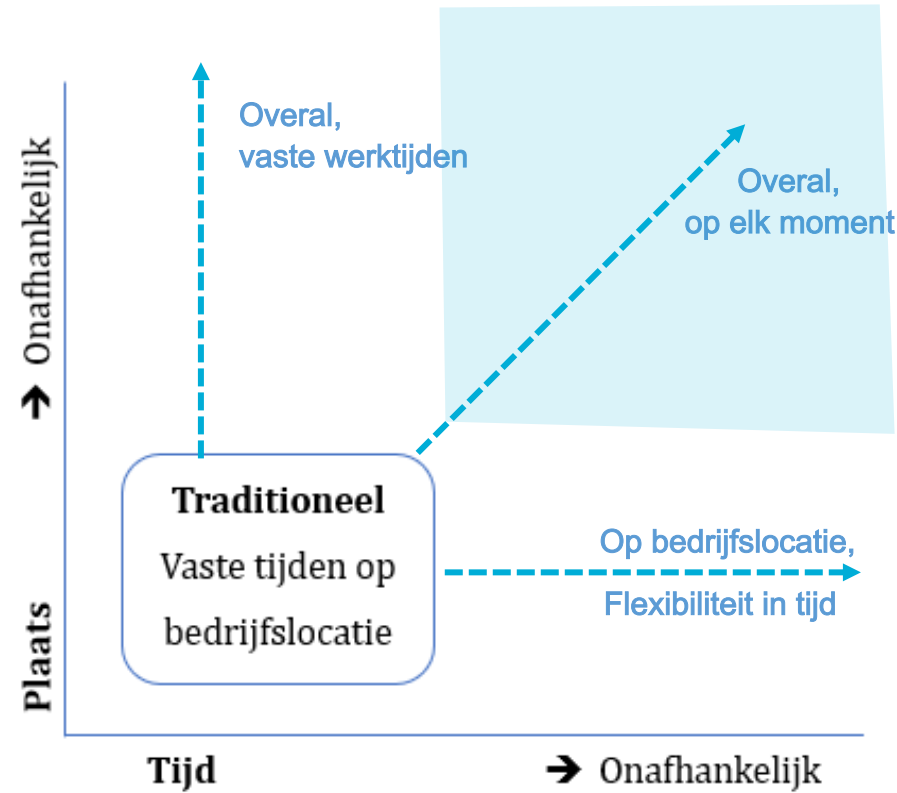 Overal,
vaste werktijden
Overal,
op elk moment
➔ Onafhankelijk
Traditioneel
Vaste tijden op
bedrijfslocatie
Op bedrijfslocatie,
Flexibiliteit in tijd
Plaats
Tijd
➔ Onafhankelijk